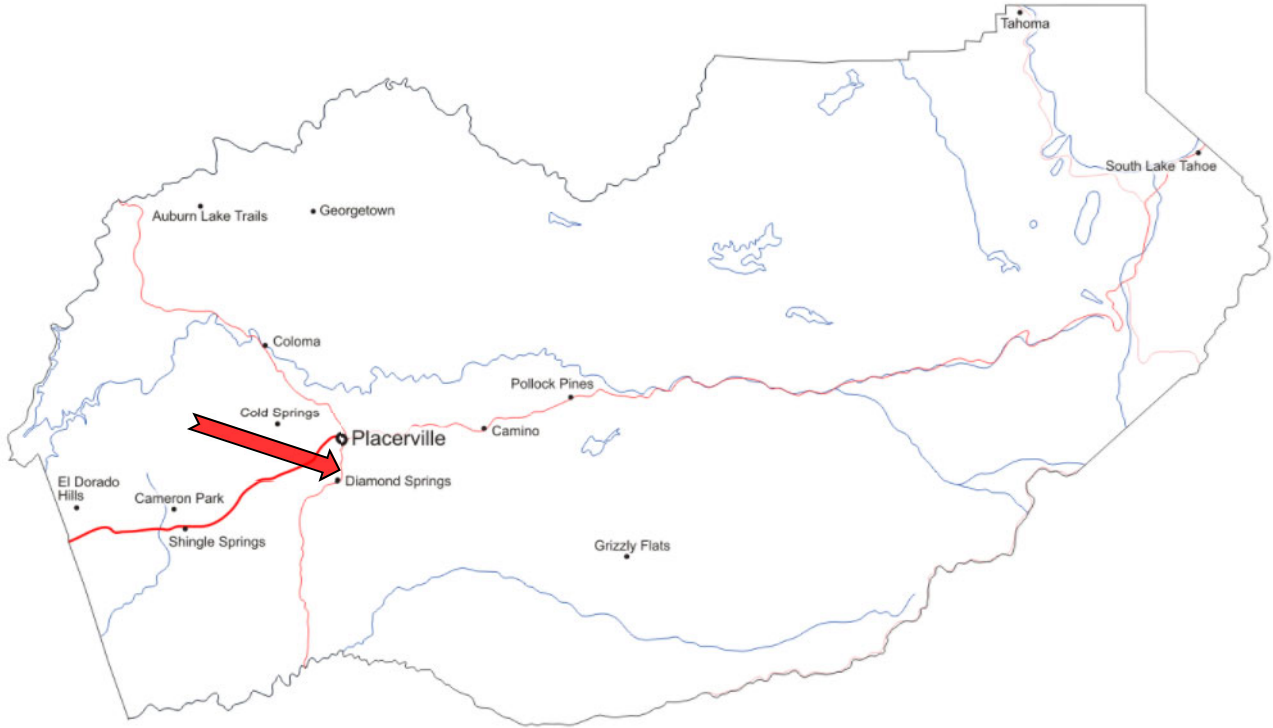 Tahoma
South Lake Tahoe
Auburn Lake Trails
Georgetown
Coloma
Pollock Pines
Cold Springs
Camino
Placerville
Diamond Springs
El Dorado
Hills
Cameron Park
Shingle Springs
Grizzly Flats